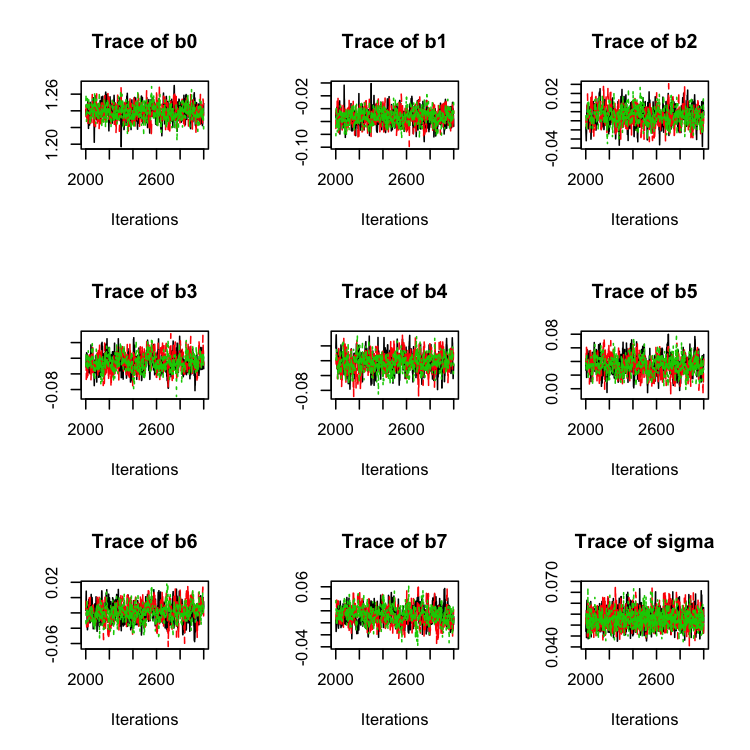 Trace of b0
1.20 1.26
2000 2600
Iterations
Trace of b1
-0.10 -0.02
2000 2600
Iterations
Trace of b2
-0.04 0.02
2000 2600
Iterations
Trace of b3
-0.08
2000 2600
Iterations
Trace of b4
-0.08
2000 2600
Iterations
Trace of b5
0.00 0.08
2000 2600
Iterations
Trace of b6
-0.06 0.02
2000 2600
Iterations
Trace of b7
-0.04 0.06
2000 2600
Iterations
Trace of sigma
0.040 0.070
2000 2600
Iterations